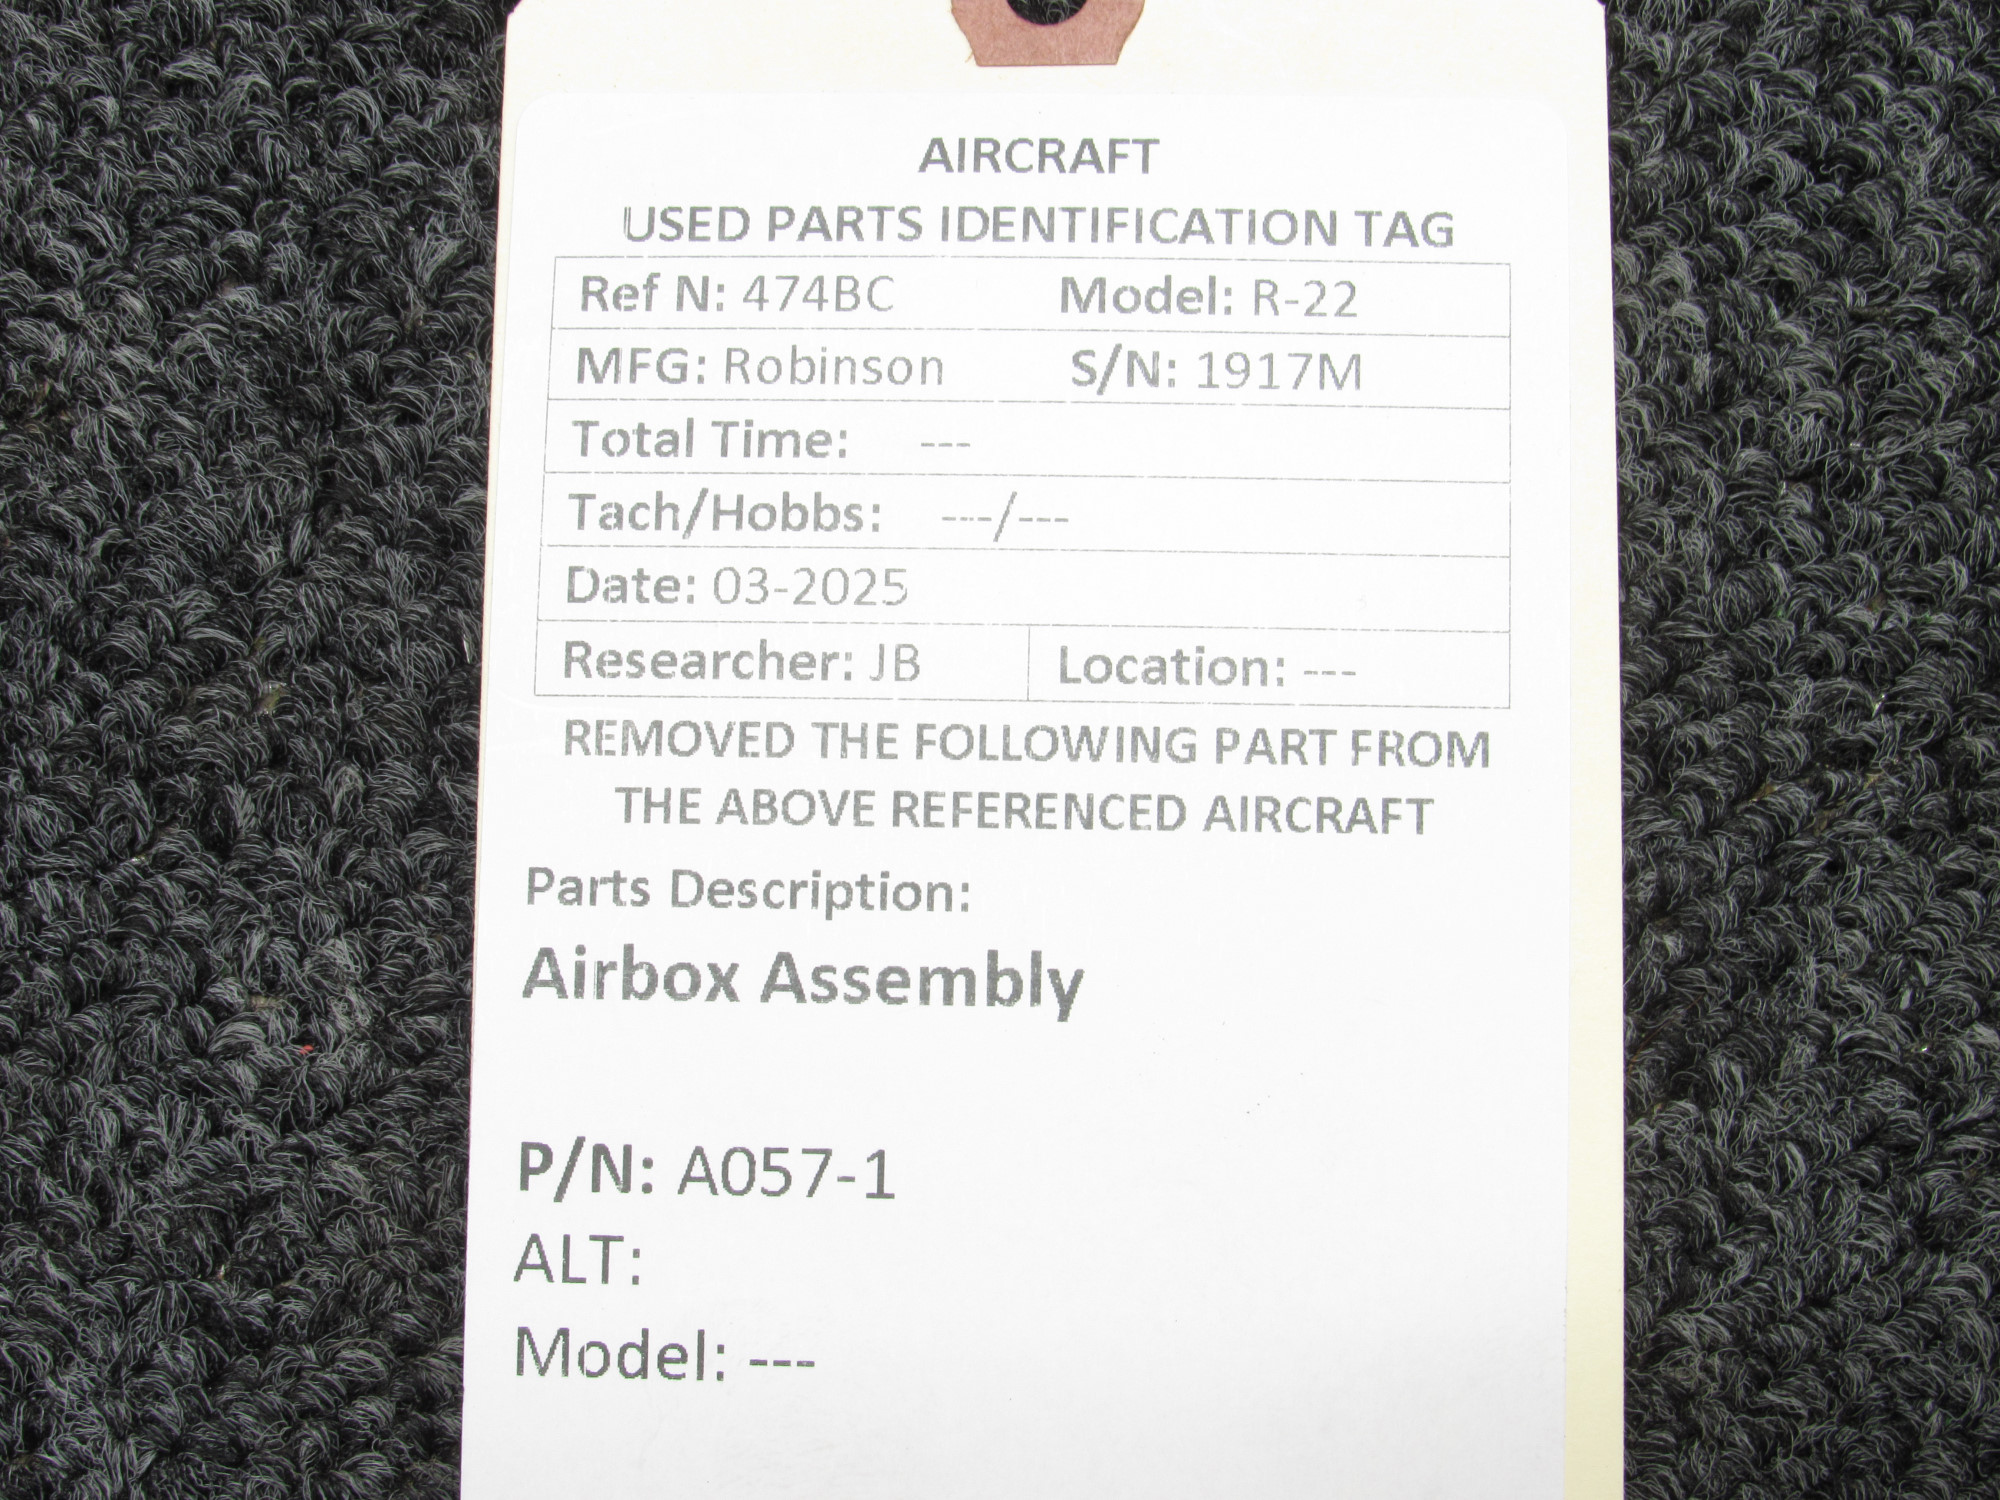 AIRCRAFT
USED PARTS IDENTIFICATION TAG
Ref N: 474BC Model: R-22
MFG: Robinson S/N: 1917M
Total Time: ---
Tach/Hobbs: ---/---
Date: 03-2025
Researcher: JB Location: ---
REMOVED THE FOLLOWING PART FROM
THE ABOVE REFERENCED AIRCRAFT
Parts Description:
Airbox Assembly
P/N: A057-1
ALT:
Model: ---